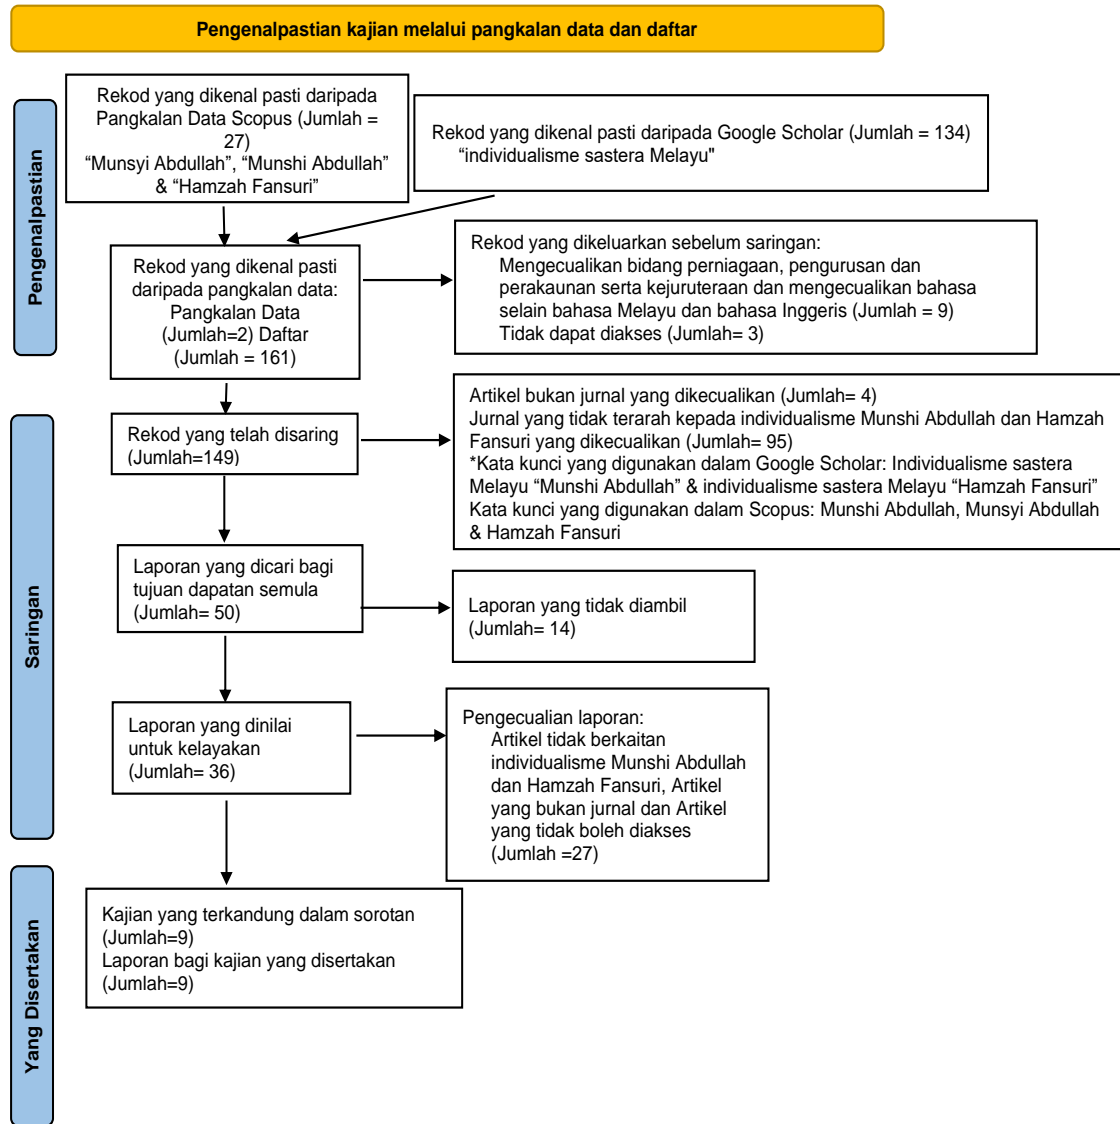 Pengenalpastian kajian melalui pangkalan data dan daftar
Pengenalpastian
Rekod yang dikenal pasti daripada
Pangkalan Data Scopus (Jumlah =
27)
“Munsyi Abdullah”, “Munshi Abdullah”
& “Hamzah Fansuri”
Rekod yang dikenal pasti daripada Google Scholar (Jumlah = 134)
“individualisme sastera Melayu"
Rekod yang dikenal pasti
daripada pangkalan data:
Pangkalan Data
(Jumlah=2) Daftar
(Jumlah = 161)
Rekod yang dikeluarkan sebelum saringan:
Mengecualikan bidang perniagaan, pengurusan dan
perakaunan serta kejuruteraan dan mengecualikan bahasa
selain bahasa Melayu dan bahasa Inggeris (Jumlah = 9)
Tidak dapat diakses (Jumlah= 3)
Saringan
Rekod yang telah disaring
(Jumlah=149)
Artikel bukan jurnal yang dikecualikan (Jumlah= 4)
Jurnal yang tidak terarah kepada individualisme Munshi Abdullah dan Hamzah
Fansuri yang dikecualikan (Jumlah= 95)
*Kata kunci yang digunakan dalam Google Scholar: Individualisme sastera
Melayu “Munshi Abdullah” & individualisme sastera Melayu “Hamzah Fansuri”
Kata kunci yang digunakan dalam Scopus: Munshi Abdullah, Munsyi Abdullah
& Hamzah Fansuri
Laporan yang dicari bagi
tujuan dapatan semula
(Jumlah= 50)
Laporan yang tidak diambil
(Jumlah= 14)
Laporan yang dinilai
untuk kelayakan
(Jumlah= 36)
Pengecualian laporan:
Artikel tidak berkaitan
individualisme Munshi Abdullah
dan Hamzah Fansuri, Artikel
yang bukan jurnal dan Artikel
yang tidak boleh diakses
(Jumlah =27)
Yang Disertakan
Kajian yang terkandung dalam sorotan
(Jumlah=9)
Laporan bagi kajian yang disertakan
(Jumlah=9)